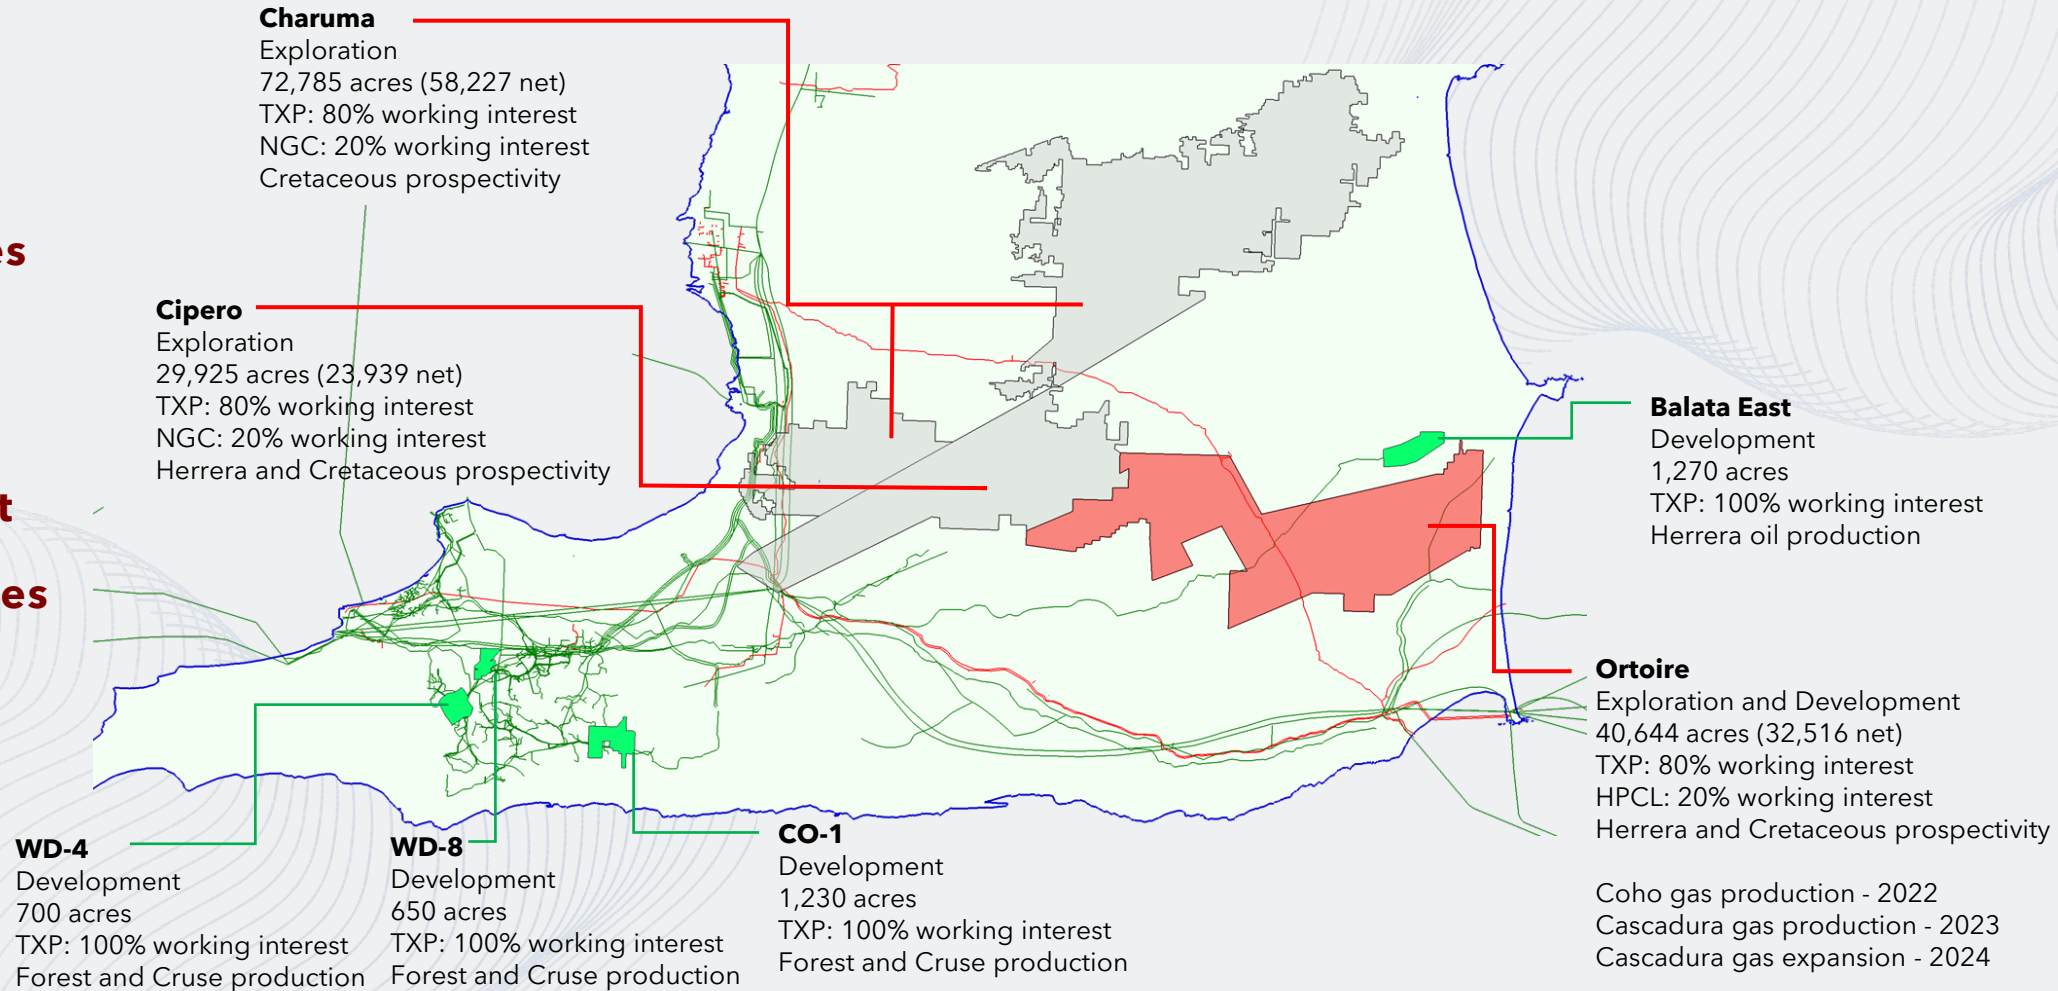 Charuma
Exploration
72,785 acres (58,227 net)
TXP: 80% working interest
NGC: 20% working interest
Cretaceous prospectivity
es
Cipero
Exploration
29,925 acres (23,939 net)
TXP: 80% working interest
NGC: 20% working interest
Herrera and Cretaceous prospectivity
t
es
Balata East
Development
1,270 acres
TXP: 100% working interest
Herrera oil production
Ortoire
Exploration and Development
40,644 acres (32,516 net)
TXP: 80% working interest
HPCL: 20% working interest
Herrera and Cretaceous prospectivity
Coho gas production - 2022
Cascadura gas production - 2023
Cascadura gas expansion - 2024
WD-4
Development
700 acres
TXP: 100% working interest
Forest and Cruse production
WD-8
Development
650 acres
TXP: 100% working interest
Forest and Cruse production
CO-1
Development
1,230 acres
TXP: 100% working interest
Forest and Cruse production